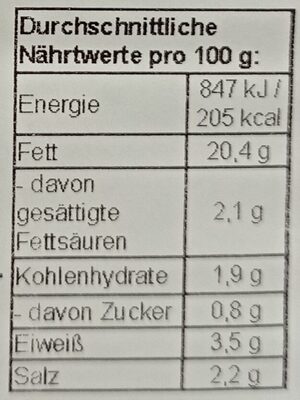 Durchschnittliche
Nährtwerte pro 100 g:
Energie
847 kJ /
205 kcal
Fett
20,4 g
- davon
gesättigte
Fettsäuren
2,1 g
Kohlenhydrate
1,9 g
- davon Zucker
0,8 g
Eiweiß
3,5 g
Salz
2,2 g